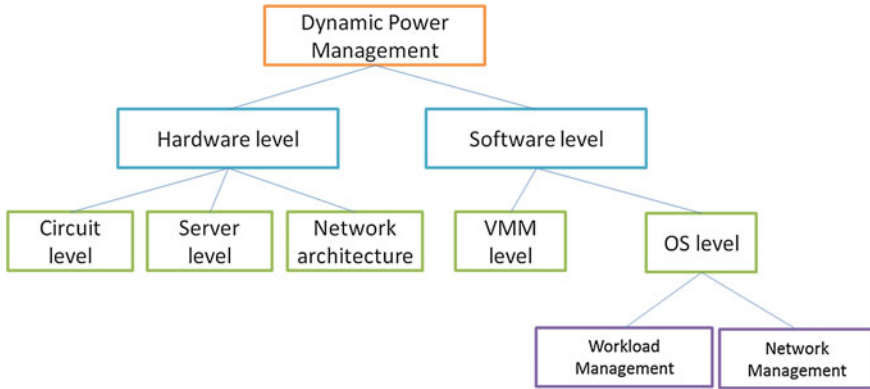 Dynamic Power
Management
Hardware level
Software level
Circuit
level
Server
level
Network
architecture
VMM
level
OS level
Workload
Management
Network
Management